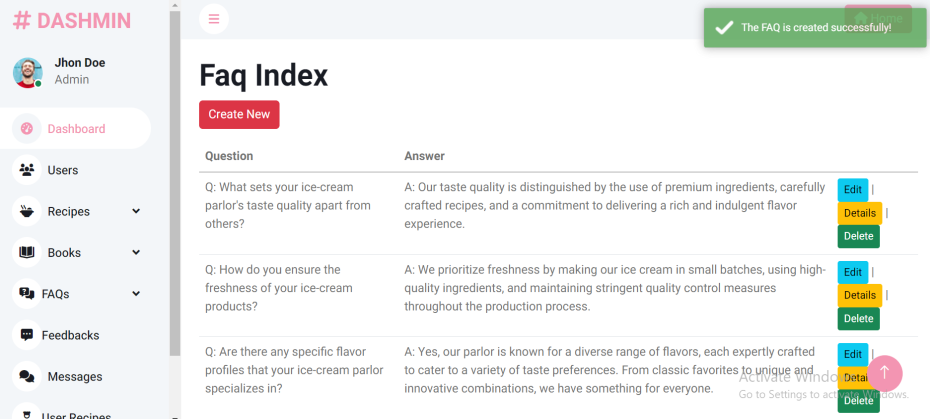 # DASHMIN
Home
The FAQ is created successfully!
Jhon Doe
Admin
Dashboard
Users
Recipes
Books
FAQs
Feedbacks
Messages
User Recipes
Faq Index
Create New
Question
Answer
Q: What sets your ice-cream
parlor's taste quality apart from
others?
A: Our taste quality is distinguished by the use of premium ingredients, carefully
crafted recipes, and a commitment to delivering a rich and indulgent flavor
experience.
Edit |
Details |
Delete
Q: How do you ensure the
freshness of your ice-cream
products?
A: We prioritize freshness by making our ice cream in small batches, using high-
quality ingredients, and maintaining stringent quality control measures
throughout the production process.
Edit |
Details |
Delete
Q: Are there any specific flavor
profiles that your ice-cream parlor
specializes in?
A: Yes, our parlor is known for a diverse range of flavors, each expertly crafted
to cater to a variety of taste preferences. From classic favorites to unique and
innovative combinations, we have something for everyone.
Edit |
Details
Delete
Activate Windows
Go to Settings to activate Windows.